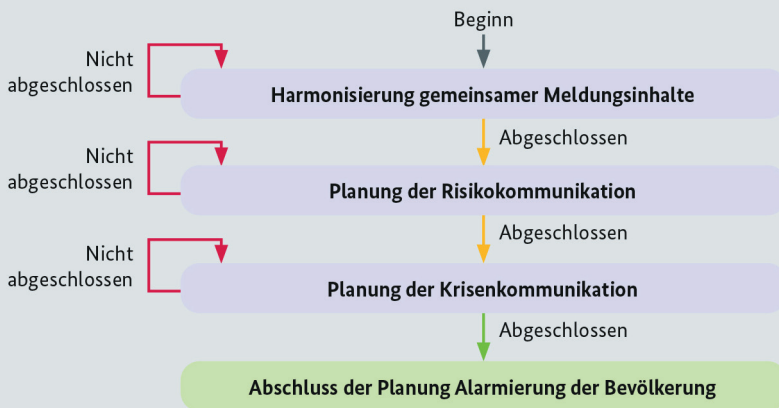 Beginn
Nicht
abgeschlossen
Harmonisierung gemeinsamer Meldungsinhalte
Abgeschlossen
Nicht
abgeschlossen
Planung der Risikokommunikation
Abgeschlossen
Nicht
abgeschlossen
Planung der Krisenkommunikation
Abgeschlossen
Abschluss der Planung Alarmierung der Bevölkerung